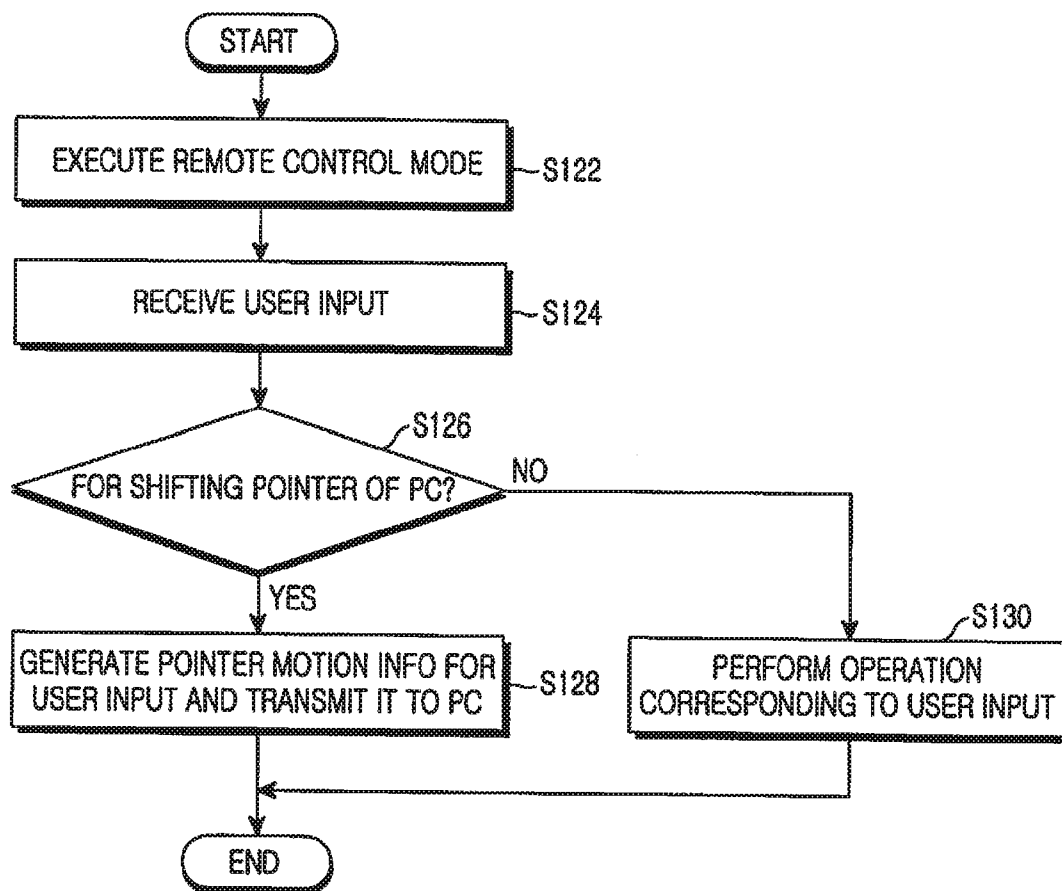 START
EXECUTE REMOTE CONTROL MODE
S122
RECEIVE USER INPUT
S124
S126
FOR SHIFTING POINTER OF PC?
NO
YES
GENERATE POINTER MOTION INFO FOR
USER INPUT AND TRANSMIT IT TO PC
S128
S130
PERFORM OPERATION
CORRESPONDING TO USER INPUT
END